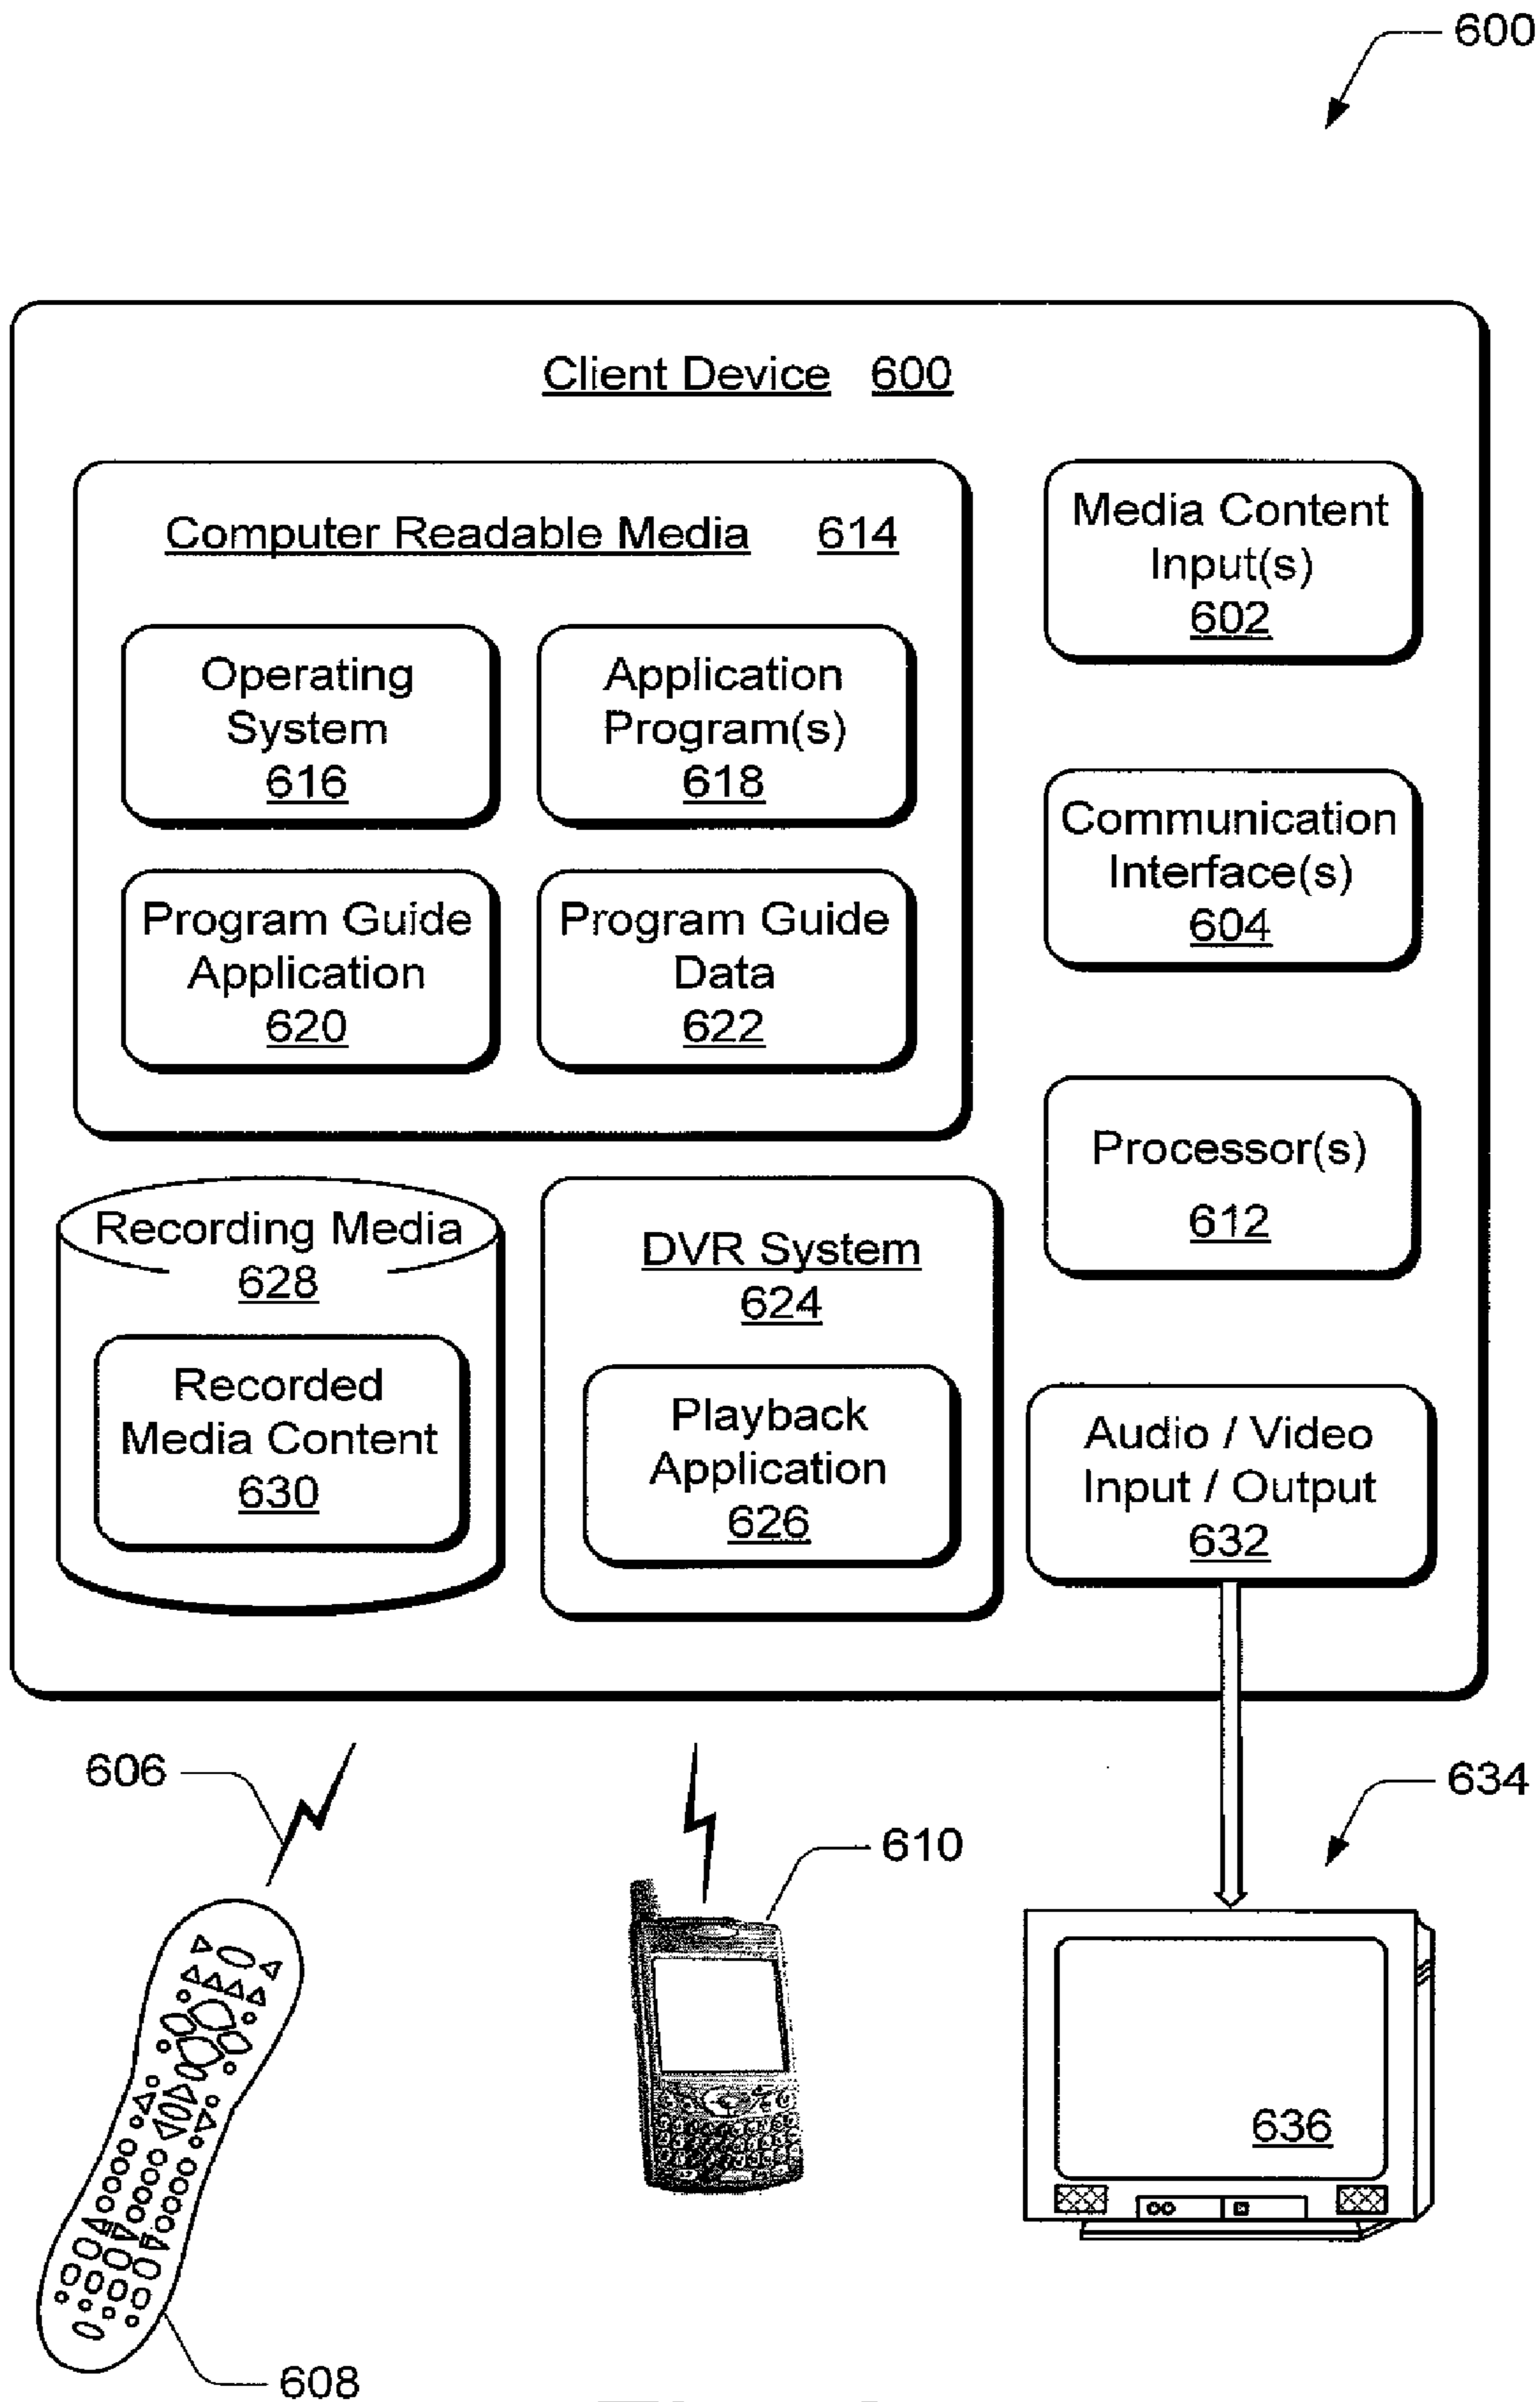 600
Client Device 600
Computer Readable Media 614
Operating
System
616
Application
Program(s)
618
Program Guide
Application
620
Program Guide
Data
622
Media Content
Input(s)
602
Communication
Interface(s)
604
Processor(s)
612
Recording Media
628
Recorded
Media Content
630
DVR System
624
Playback
Application
626
Audio / Video
Input / Output
632
606
610
634
636
608